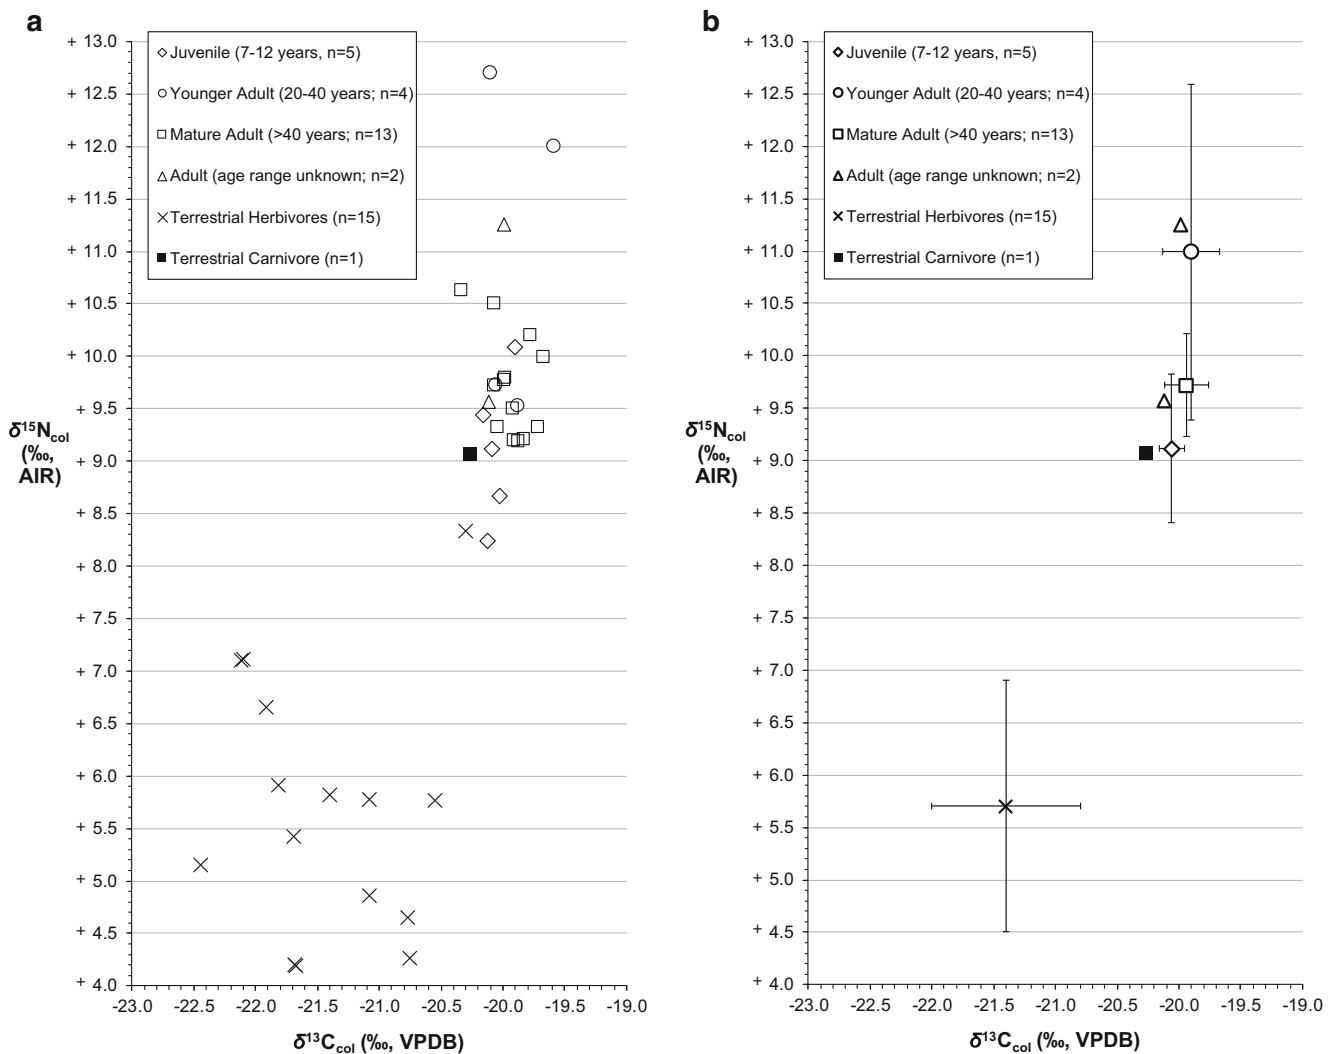 a
+ 13.0
+ 12.5
+ 12.0
+ 11.5
+ 11.0
+ 10.5
+ 10.0
+ 9.5
+ 9.0
+ 8.5
+ 8.0
+ 7.5
+ 7.0
+ 6.5
+ 6.0
+ 5.5
+ 5.0
+ 4.5
+ 4.0
δ¹⁵Ncol
(‰,
AIR)
Juvenile (7-12 years, n=5)
Younger Adult (20-40 years; n=4)
Mature Adult (>40 years; n=13)
Adult (age range unknown; n=2)
Terrestrial Herbivores (n=15)
Terrestrial Carnivore (n=1)
-23.0 -22.5 -22.0 -21.5 -21.0 -20.5 -20.0 -19.5 -19.0
δ¹³Ccol (‰, VPDB)
b
+ 13.0
+ 12.5
+ 12.0
+ 11.5
+ 11.0
+ 10.5
+ 10.0
+ 9.5
+ 9.0
+ 8.5
+ 8.0
+ 7.5
+ 7.0
+ 6.5
+ 6.0
+ 5.5
+ 5.0
+ 4.5
+ 4.0
δ¹⁵Ncol
(‰,
AIR)
Juvenile (7-12 years, n=5)
Younger Adult (20-40 years; n=4)
Mature Adult (>40 years; n=13)
Adult (age range unknown; n=2)
Terrestrial Herbivores (n=15)
Terrestrial Carnivore (n=1)
-23.0 -22.5 -22.0 -21.5 -21.0 -20.5 -20.0 -19.5 -19.0
δ¹³Ccol (‰, VPDB)